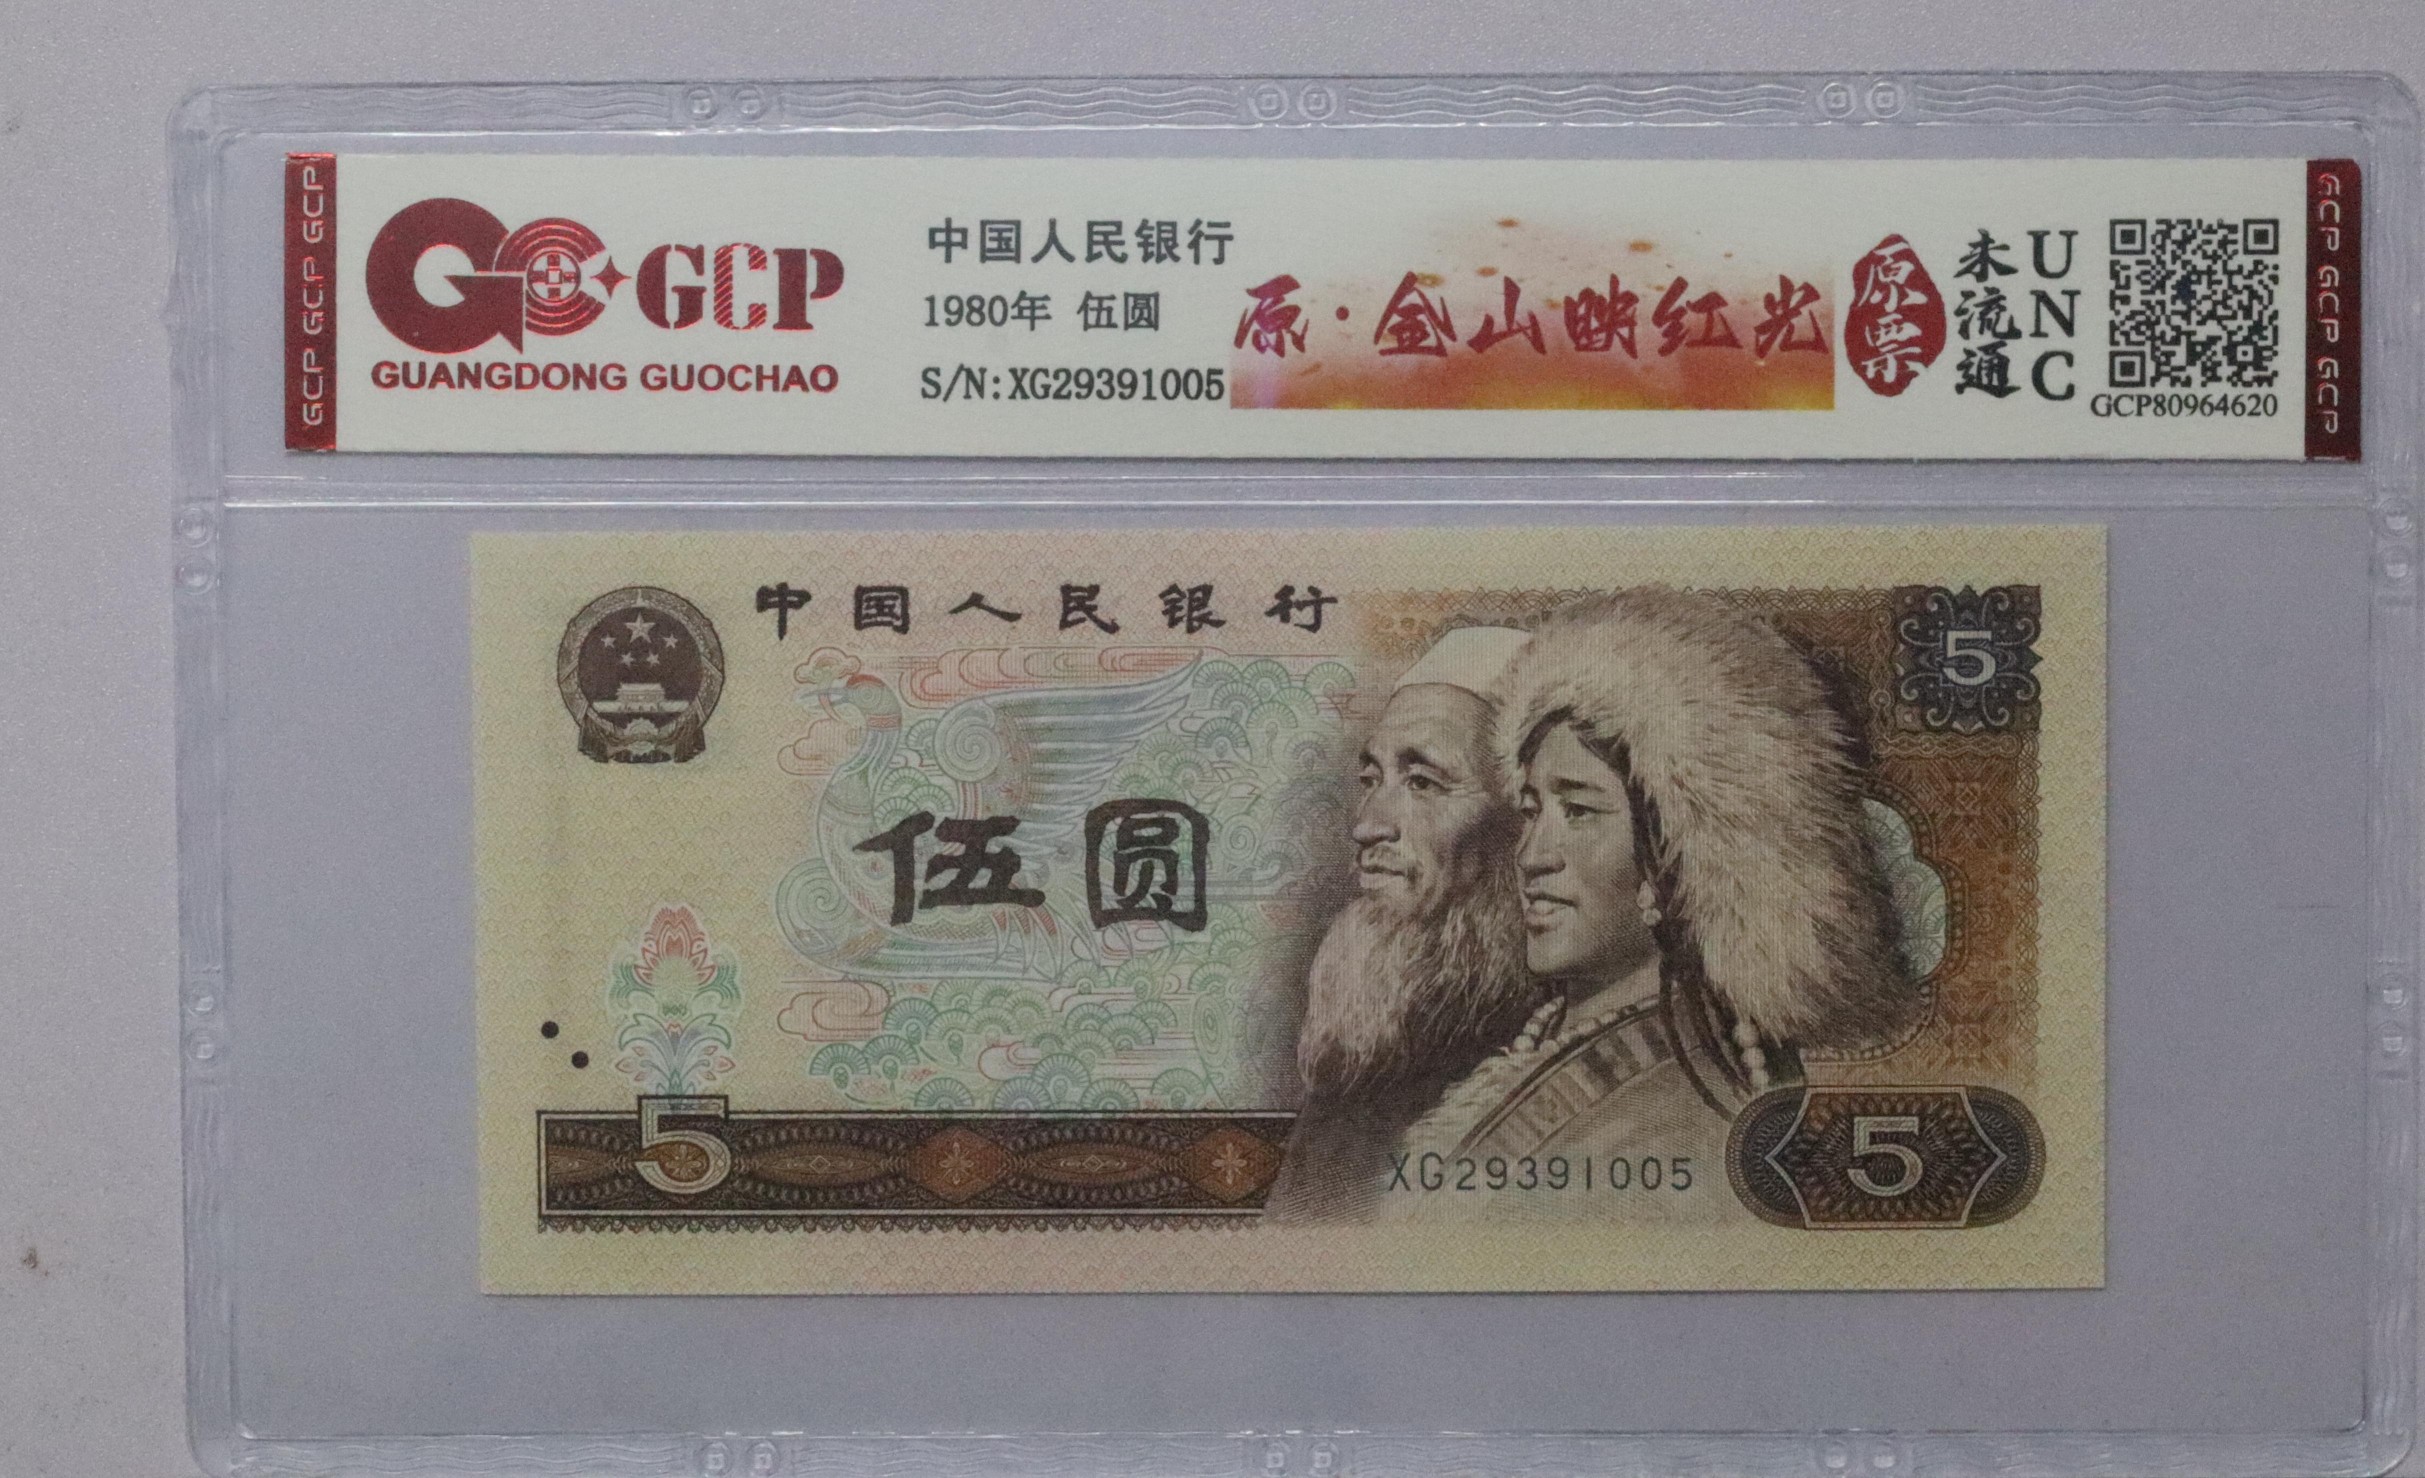 GCP GCP GCP
GCP
GUANGDONG GUOCHAO
中国人民银行
1980年 伍圆
S/N:XG29391005
原·金山映红光
原票
未流通
UNC
GCP80964620
GCP GCP GCP
中国人民银行
5
伍圆
5
XG29391005
5